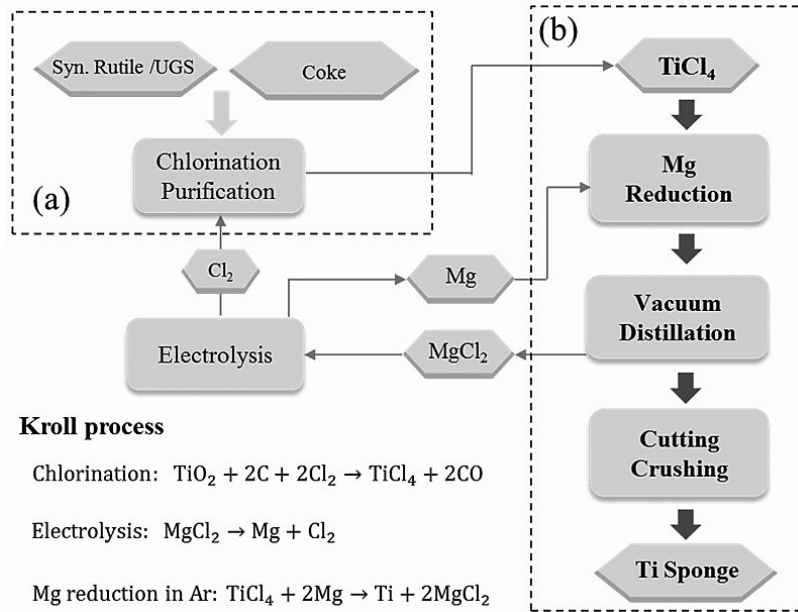 (a)
Syn. Rutile /UGS
Coke
Chlorination
Purification
Cl₂
Electrolysis
Mg
MgCl₂
(b)
TiCl₄
Mg
Reduction
Vacuum
Distillation
Cutting
Crushing
Ti Sponge
Kroll process
Chlorination: TiO₂ + 2C + 2Cl₂ → TiCl₄ + 2CO
Electrolysis: MgCl₂ → Mg + Cl₂
Mg reduction in Ar: TiCl₄ + 2Mg → Ti + 2MgCl₂